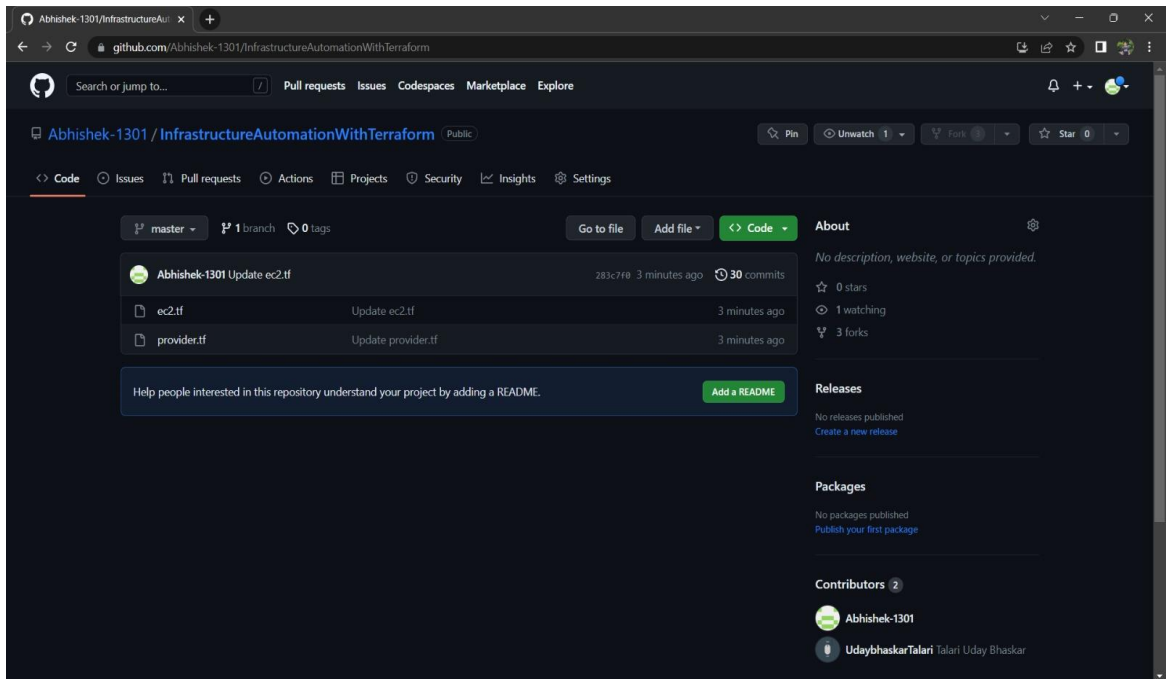 Abhishek-1301/InfrastructureAut
github.com/Abhishek-1301/InfrastructureAutomationWithTerraform
Search or jump to... / Pull requests Issues Codespaces Marketplace Explore
Abhishek-1301 / InfrastructureAutomationWithTerraform Public Pin Unwatch 1 Fork 3 Star 0
Code Issues Pull requests Actions Projects Security Insights Settings
master 1 branch 0 tags Go to file Add file Code
Abhishek-1301 Update ec2.tf 283c7f0 3 minutes ago 30 commits
ec2.tf Update ec2.tf 3 minutes ago
provider.tf Update provider.tf 3 minutes ago
Help people interested in this repository understand your project by adding a README. Add a README
About
No description, website, or topics provided.
0 stars
1 watching
3 forks
Releases
No releases published
Create a new release
Packages
No packages published
Publish your first package
Contributors 2
Abhishek-1301
UdaybhaskarTalari Talari Uday Bhaskar